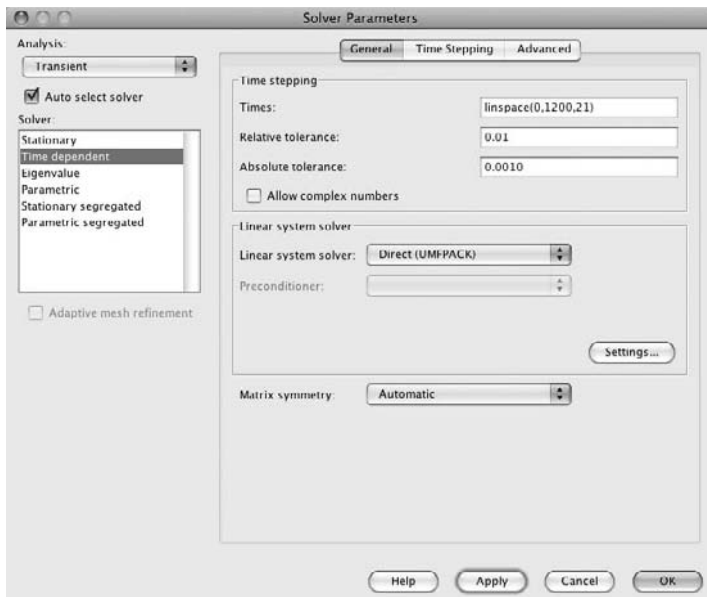 Solver Parameters
Analysis:
Transient
Auto select solver
Solver:
Stationary
Time dependent
Eigenvalue
Parametric
Stationary segregated
Parametric segregated
Adaptive mesh refinement
General
Time Stepping
Advanced
Time stepping
Times:
linspace(0,1200,21)
Relative tolerance:
0.01
Absolute tolerance:
0.0010
Allow complex numbers
Linear system solver
Linear system solver:
Direct (UMFPACK)
Preconditioner:
Settings...
Matrix symmetry:
Automatic
Help
Apply
Cancel
OK